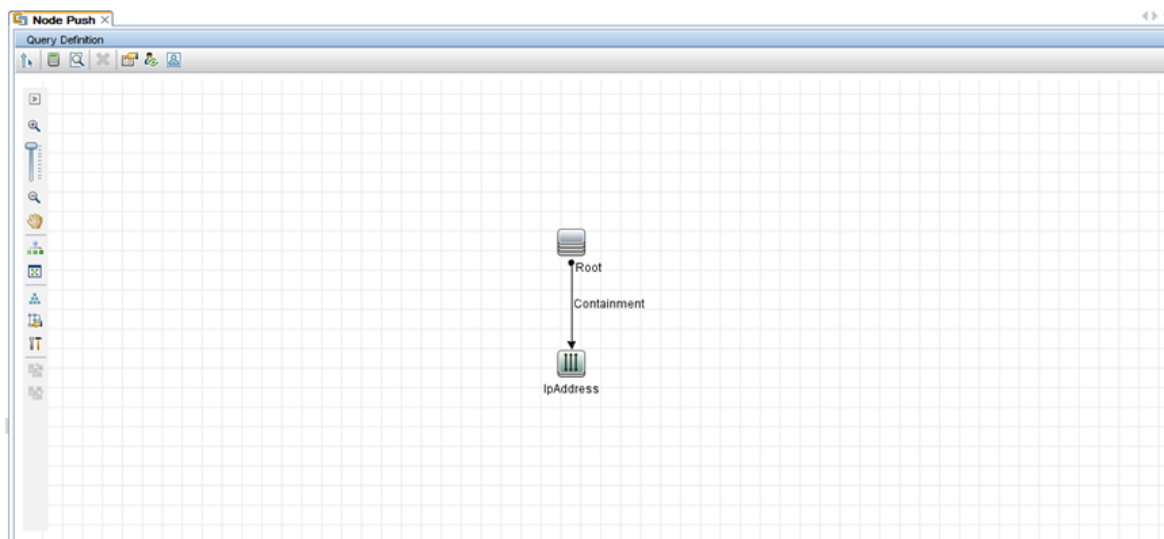 Node Push
Query Definition
Root
Containment
IpAddress